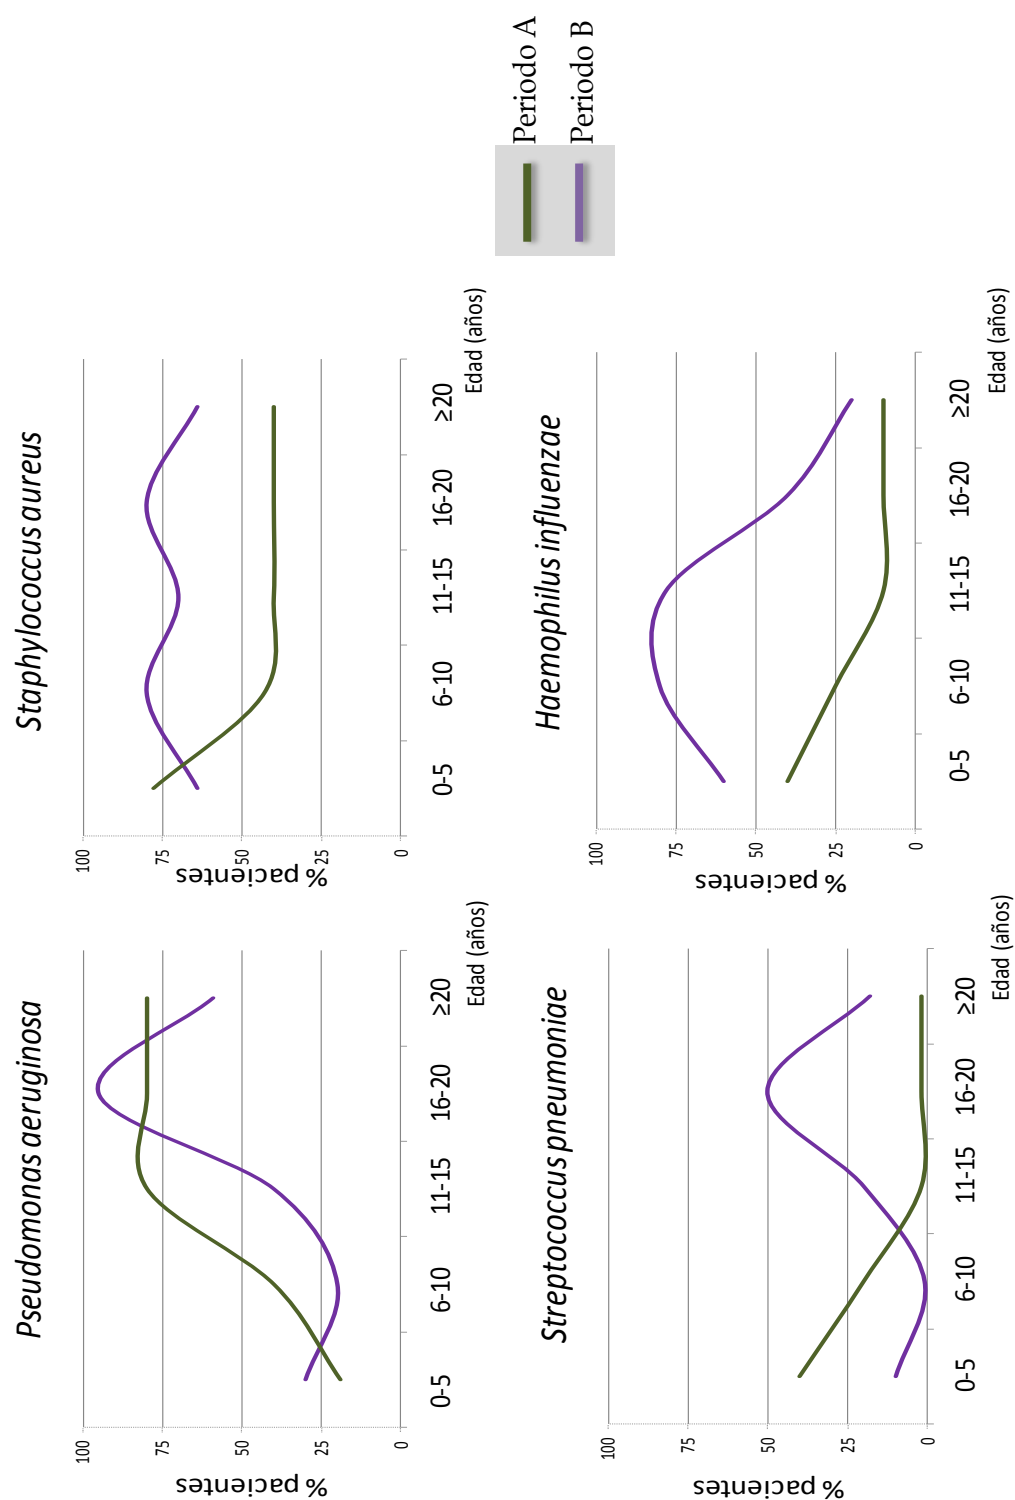 Pseudomonas aeruginosa
% pacientes
100
75
50
25
0
0-5
6-10
11-15
16-20
≥20
Edad (años)
Staphylococcus aureus
% pacientes
100
75
50
25
0
0-5
6-10
11-15
16-20
≥20
Edad (años)
Streptococcus pneumoniae
% pacientes
100
75
50
25
0
0-5
6-10
11-15
16-20
≥20
Edad (años)
Haemophilus influenzae
% pacientes
100
75
50
25
0
0-5
6-10
11-15
16-20
≥20
Edad (años)
Periodo A
Periodo B